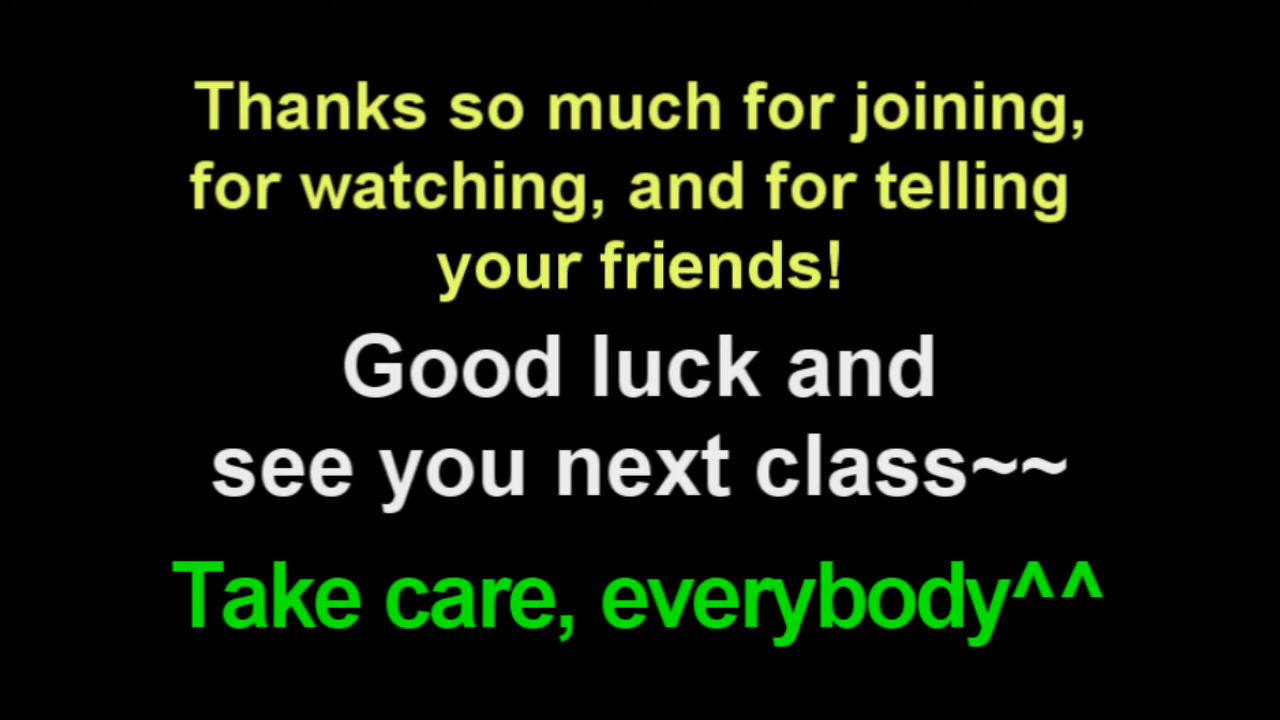 Thanks so much for joining,
for watching, and for telling
your friends!
Good luck and
see you next class~~
Take care, everybody^^